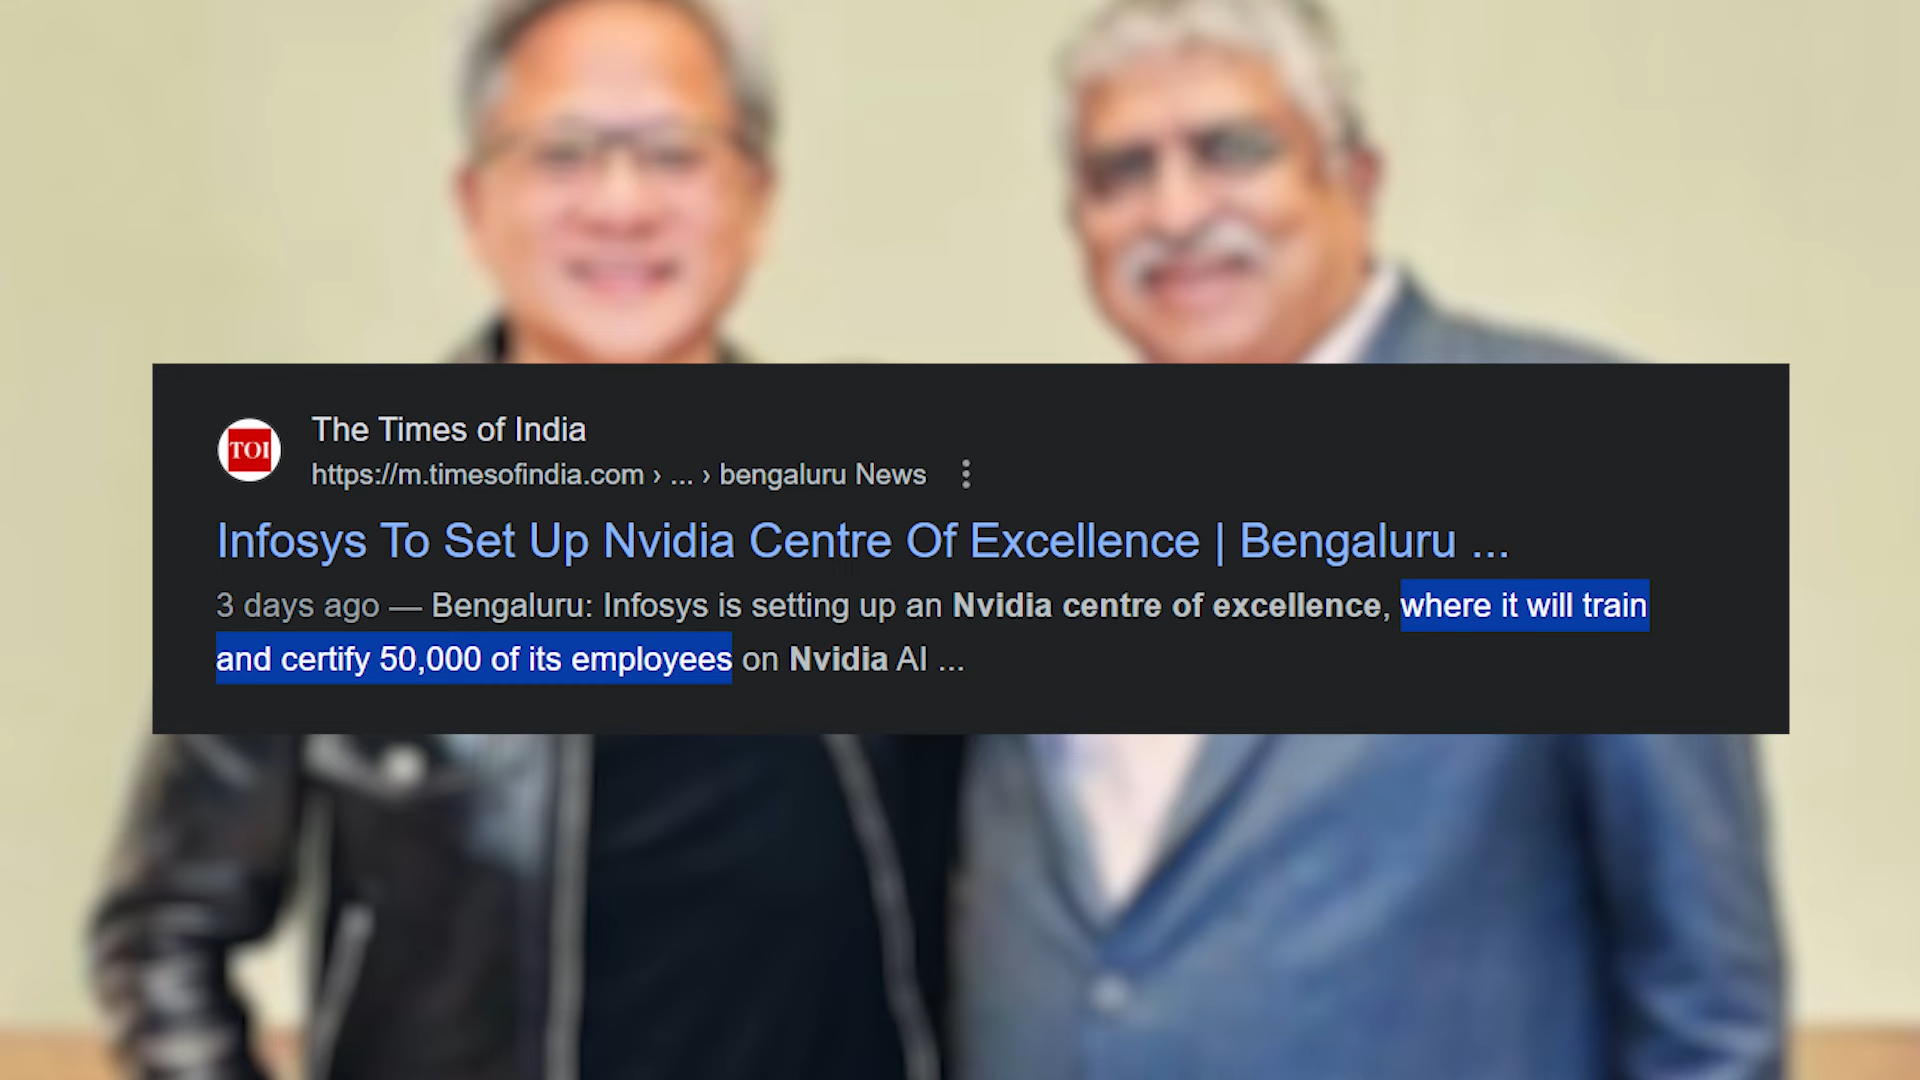 The Times of India
TOI
https://m.timesofindia.com › ... › bengaluru News
Infosys To Set Up Nvidia Centre Of Excellence | Bengaluru ...
3 days ago — Bengaluru: Infosys is setting up an Nvidia centre of excellence, where it will train
and certify 50,000 of its employees on Nvidia AI ...